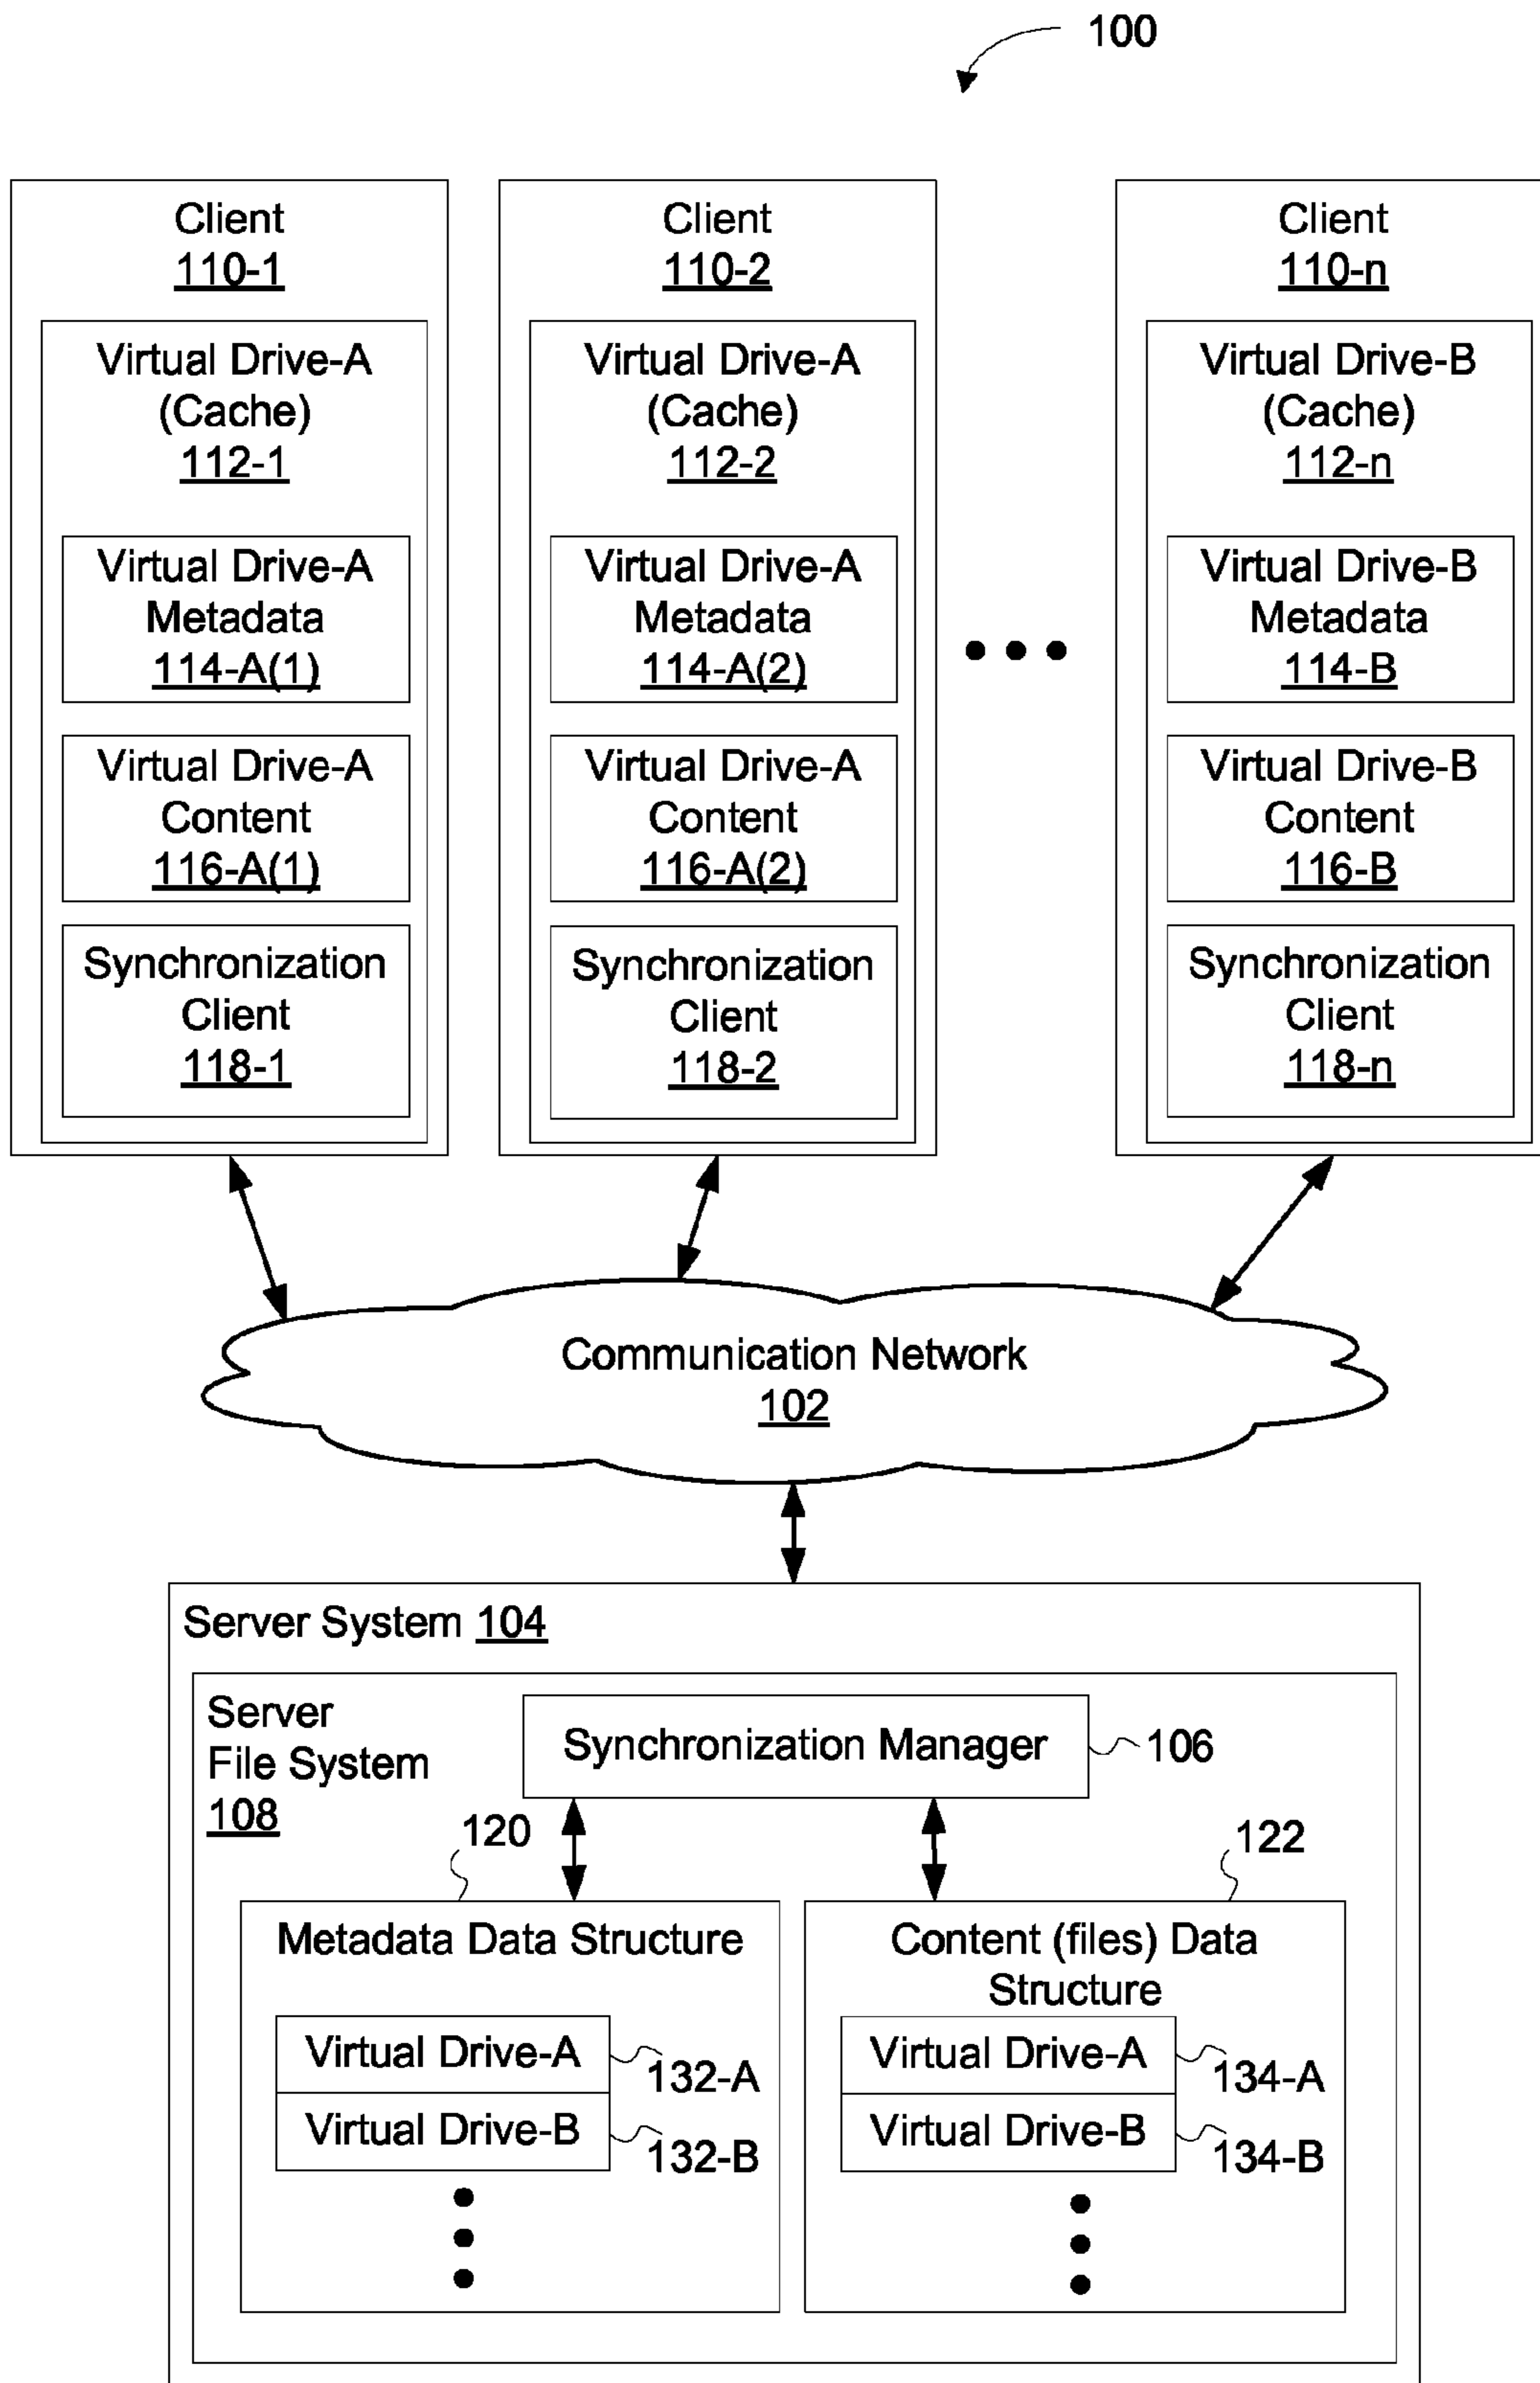 100
Client
110-1
Virtual Drive-A
(Cache)
112-1
Virtual Drive-A
Metadata
114-A(1)
Virtual Drive-A
Content
116-A(1)
Synchronization
Client
118-1
Client
110-2
Virtual Drive-A
(Cache)
112-2
Virtual Drive-A
Metadata
114-A(2)
Virtual Drive-A
Content
116-A(2)
Synchronization
Client
118-2
Client
110-n
Virtual Drive-B
(Cache)
112-n
Virtual Drive-B
Metadata
114-B
Virtual Drive-B
Content
116-B
Synchronization
Client
118-n
Communication Network
102
Server System 104
Server
File System
108
Synchronization Manager
106
120
Metadata Data Structure
Virtual Drive-A
132-A
Virtual Drive-B
132-B
122
Content (files) Data
Structure
Virtual Drive-A
134-A
Virtual Drive-B
134-B